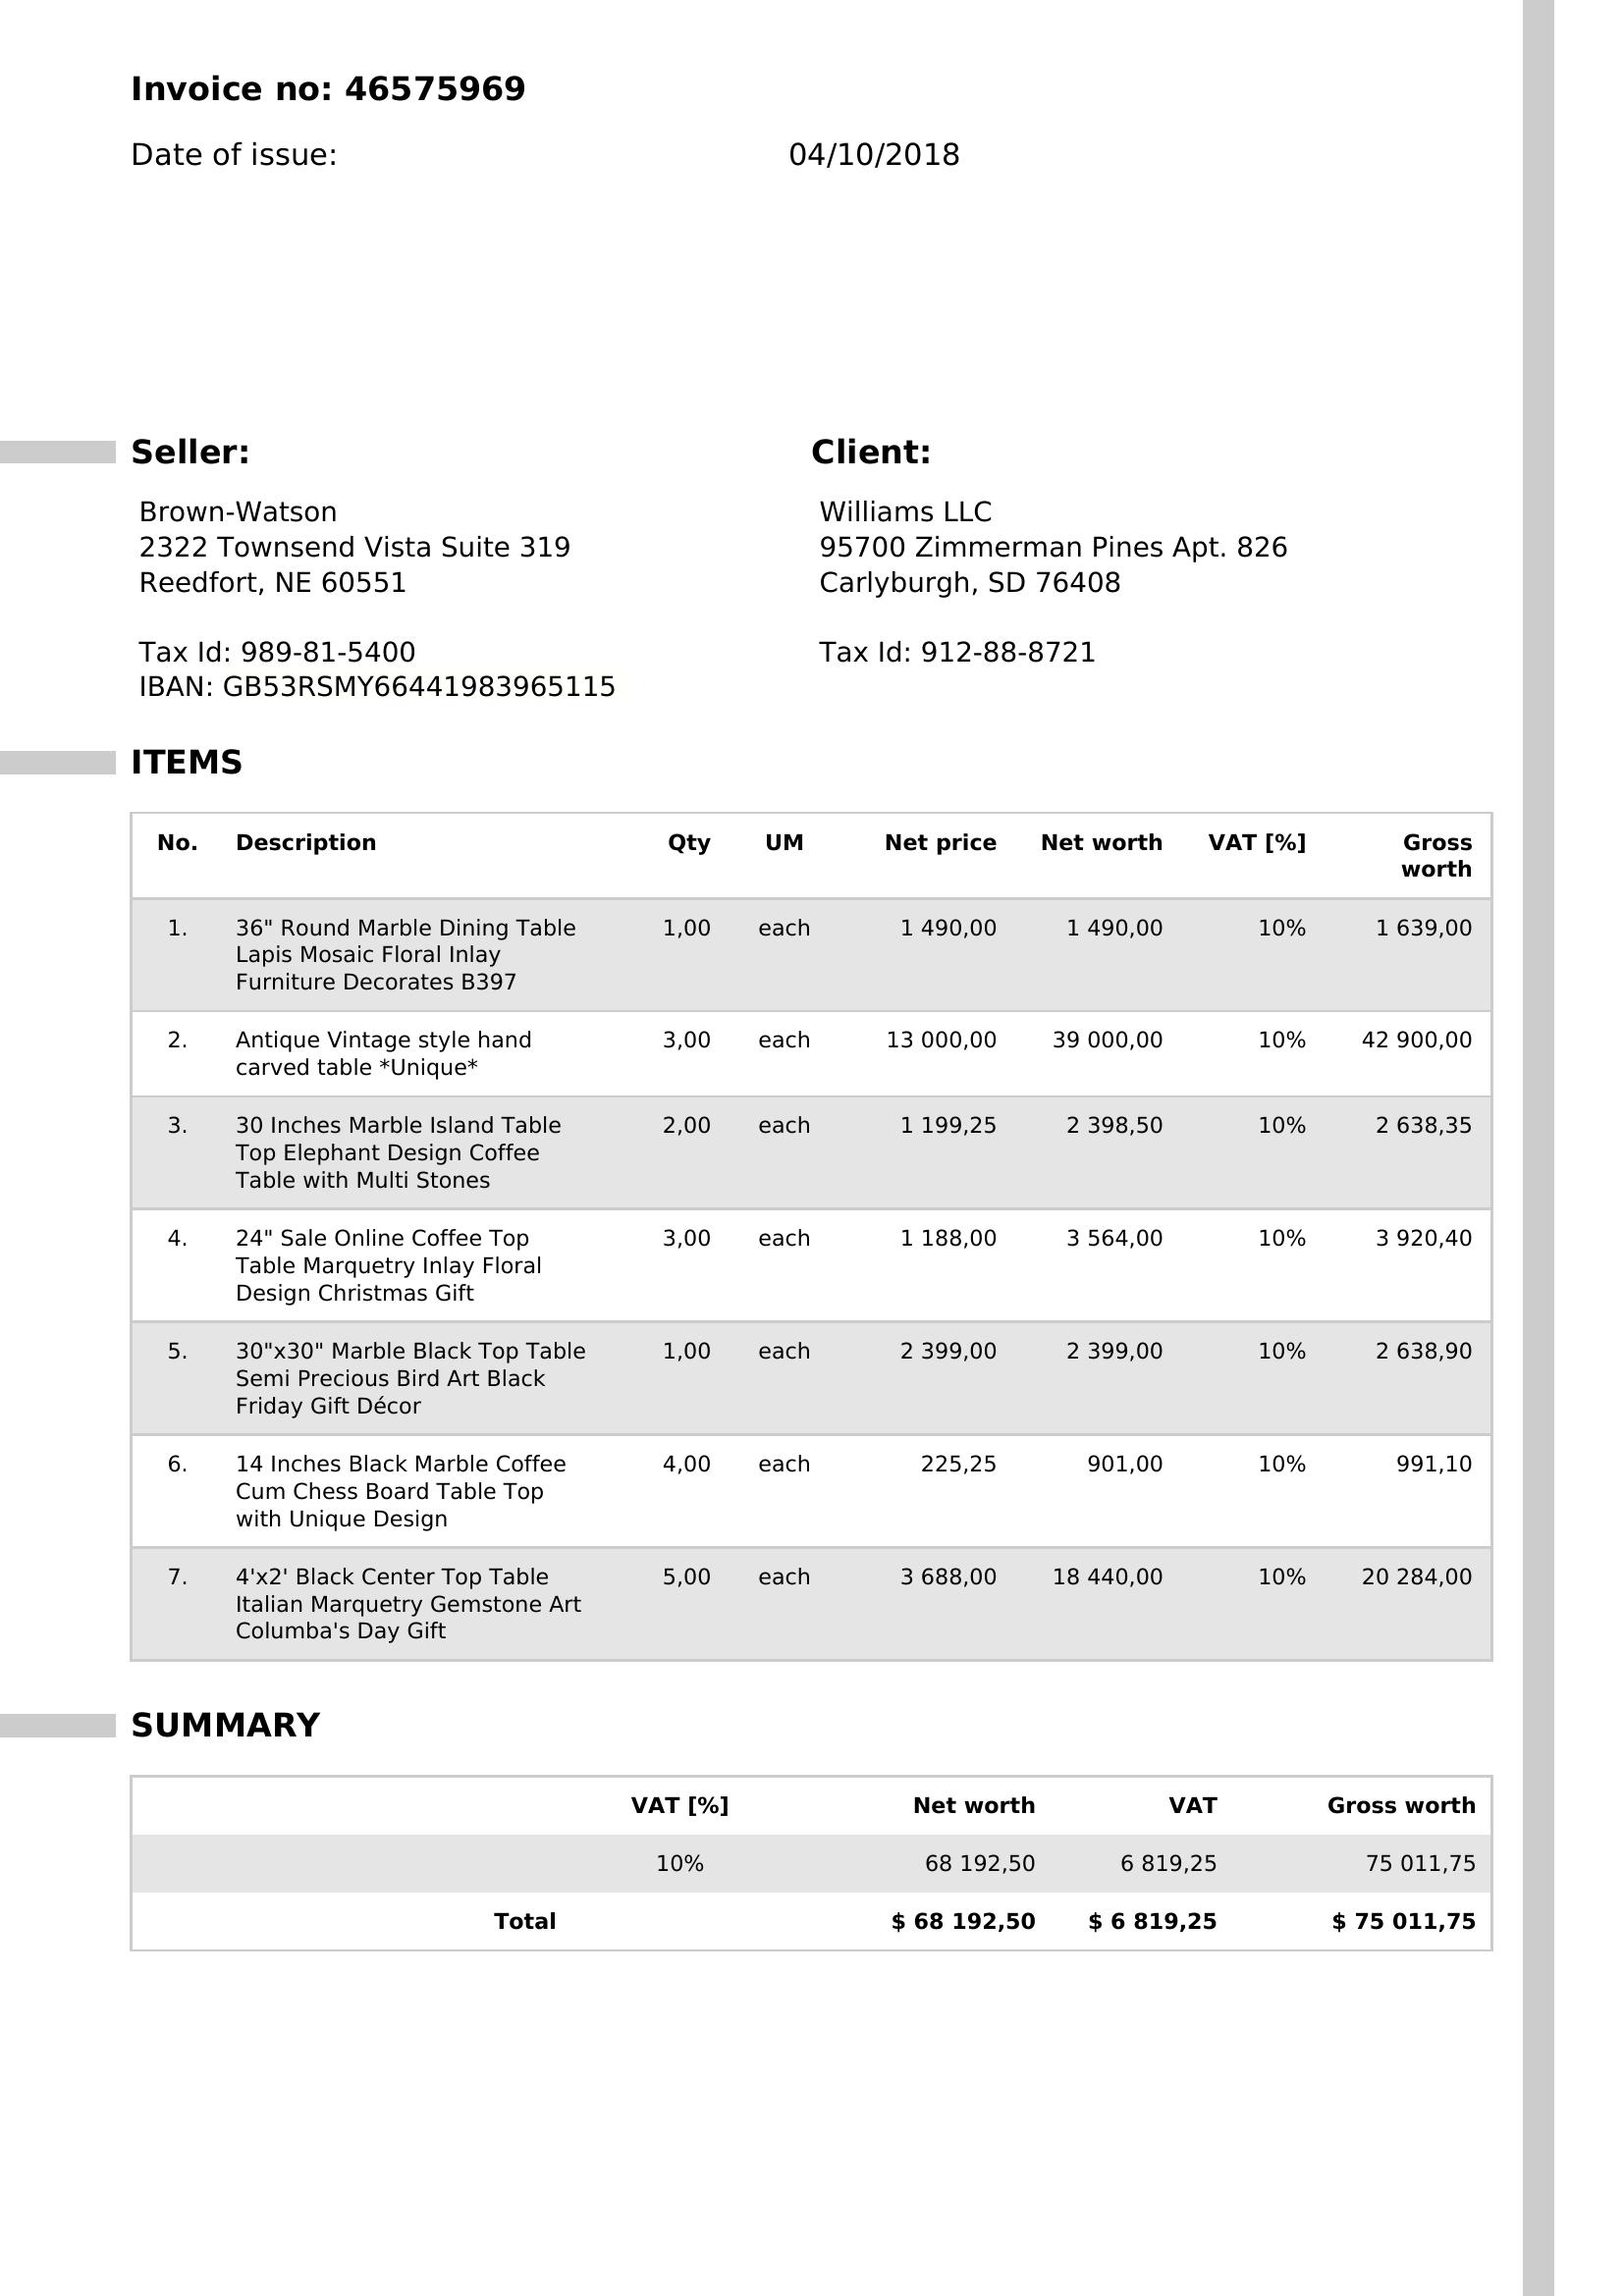 Invoice no: 46575969
Date of issue: 04/10/2018
Seller:
Brown-Watson
2322 Townsend Vista Suite 319
Reedfort, NE 60551
Tax Id: 989-81-5400
IBAN: GB53RSMY66441983965115
Client:
Williams LLC
95700 Zimmerman Pines Apt. 826
Carlyburgh, SD 76408
Tax Id: 912-88-8721
ITEMS
No. Description Qty UM Net price Net worth VAT [%] Gross
worth
1. 36" Round Marble Dining Table 1,00 each 1 490,00 1 490,00 10% 1 639,00
Lapis Mosaic Floral Inlay
Furniture Decorates B397
2. Antique Vintage style hand 3,00 each 13 000,00 39 000,00 10% 42 900,00
carved table *Unique*
3. 30 Inches Marble Island Table 2,00 each 1 199,25 2 398,50 10% 2 638,35
Top Elephant Design Coffee
Table with Multi Stones
4. 24" Sale Online Coffee Top 3,00 each 1 188,00 3 564,00 10% 3 920,40
Table Marquetry Inlay Floral
Design Christmas Gift
5. 30"x30" Marble Black Top Table 1,00 each 2 399,00 2 399,00 10% 2 638,90
Semi Precious Bird Art Black
Friday Gift Décor
6. 14 Inches Black Marble Coffee 4,00 each 225,25 901,00 10% 991,10
Cum Chess Board Table Top
with Unique Design
7. 4'x2' Black Center Top Table 5,00 each 3 688,00 18 440,00 10% 20 284,00
Italian Marquetry Gemstone Art
Columba's Day Gift
SUMMARY
VAT [%] Net worth VAT Gross worth
10% 68 192,50 6 819,25 75 011,75
Total $ 68 192,50 $ 6 819,25 $ 75 011,75